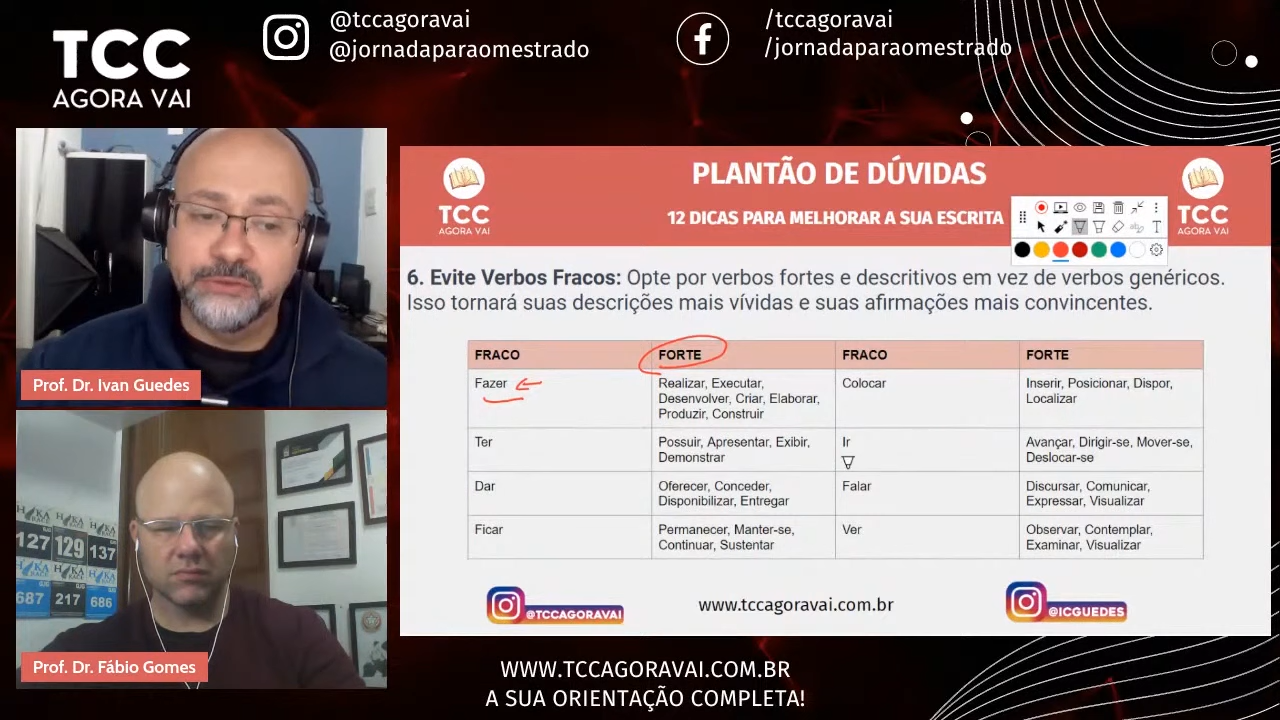 TCC
AGORA VAI
@tccagoravai
@jornadaparaomestrado
/tccagoravai
/jornadaparaomestrado
Prof. Dr. Ivan Guedes
127 129 137
687 217 686
Prof. Dr. Fábio Gomes
TCC
AGORA VAI
PLANTÃO DE DÚVIDAS
12 DICAS PARA MELHORAR A SUA ESCRITA
TCC
AGORA VAI
6. Evite Verbos Fracos: Opte por verbos fortes e descritivos em vez de verbos genéricos.
Isso tornará suas descrições mais vívidas e suas afirmações mais convincentes.
FRACO FORTE FRACO FORTE
Fazer Realizar, Executar, Colocar Inserir, Posicionar, Dispor,
Desenvolver, Criar, Elaborar, Localizar
Produzir, Construir
Ter Possuir, Apresentar, Exibir, Ir Avançar, Dirigir-se, Mover-se,
Demonstrar Deslocar-se
Dar Oferecer, Conceder, Falar Discursar, Comunicar,
Disponibilizar, Entregar Expressar, Visualizar
Ficar Permanecer, Manter-se, Ver Observar, Contemplar,
Continuar, Sustentar Examinar, Visualizar
@TCCAGORAVAI www.tccagoravai.com.br @ICGUEDES
WWW.TCCAGORAVAI.COM.BR
A SUA ORIENTAÇÃO COMPLETA!